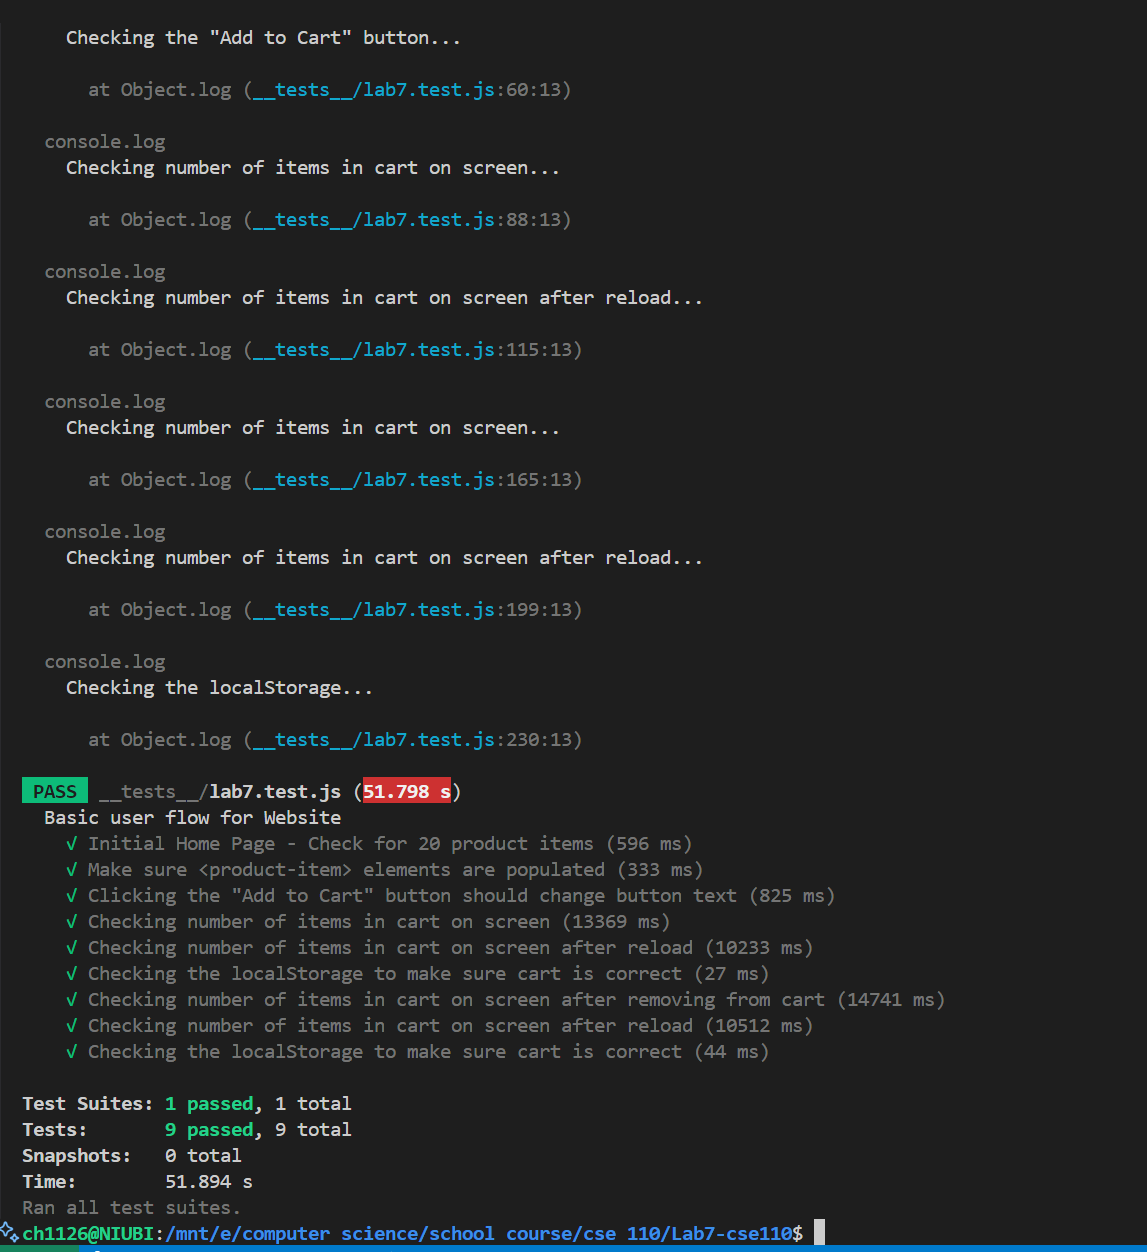 Checking the "Add to Cart" button...
at Object.log (__tests__/lab7.test.js:60:13)
console.log
Checking number of items in cart on screen...
at Object.log (__tests__/lab7.test.js:88:13)
console.log
Checking number of items in cart on screen after reload...
at Object.log (__tests__/lab7.test.js:115:13)
console.log
Checking number of items in cart on screen...
at Object.log (__tests__/lab7.test.js:165:13)
console.log
Checking number of items in cart on screen after reload...
at Object.log (__tests__/lab7.test.js:199:13)
console.log
Checking the localStorage...
at Object.log (__tests__/lab7.test.js:230:13)
PASS __tests__/lab7.test.js (51.798 s)
Basic user flow for Website
√ Initial Home Page - Check for 20 product items (596 ms)
√ Make sure <product-item> elements are populated (333 ms)
√ Clicking the "Add to Cart" button should change button text (825 ms)
√ Checking number of items in cart on screen (13369 ms)
√ Checking number of items in cart on screen after reload (10233 ms)
√ Checking the localStorage to make sure cart is correct (27 ms)
√ Checking number of items in cart on screen after removing from cart (14741 ms)
√ Checking number of items in cart on screen after reload (10512 ms)
√ Checking the localStorage to make sure cart is correct (44 ms)
Test Suites: 1 passed, 1 total
Tests: 9 passed, 9 total
Snapshots: 0 total
Time: 51.894 s
Ran all test suites.
ch1126@NIUBI:/mnt/e/computer science/school course/cse 110/Lab7-cse110$